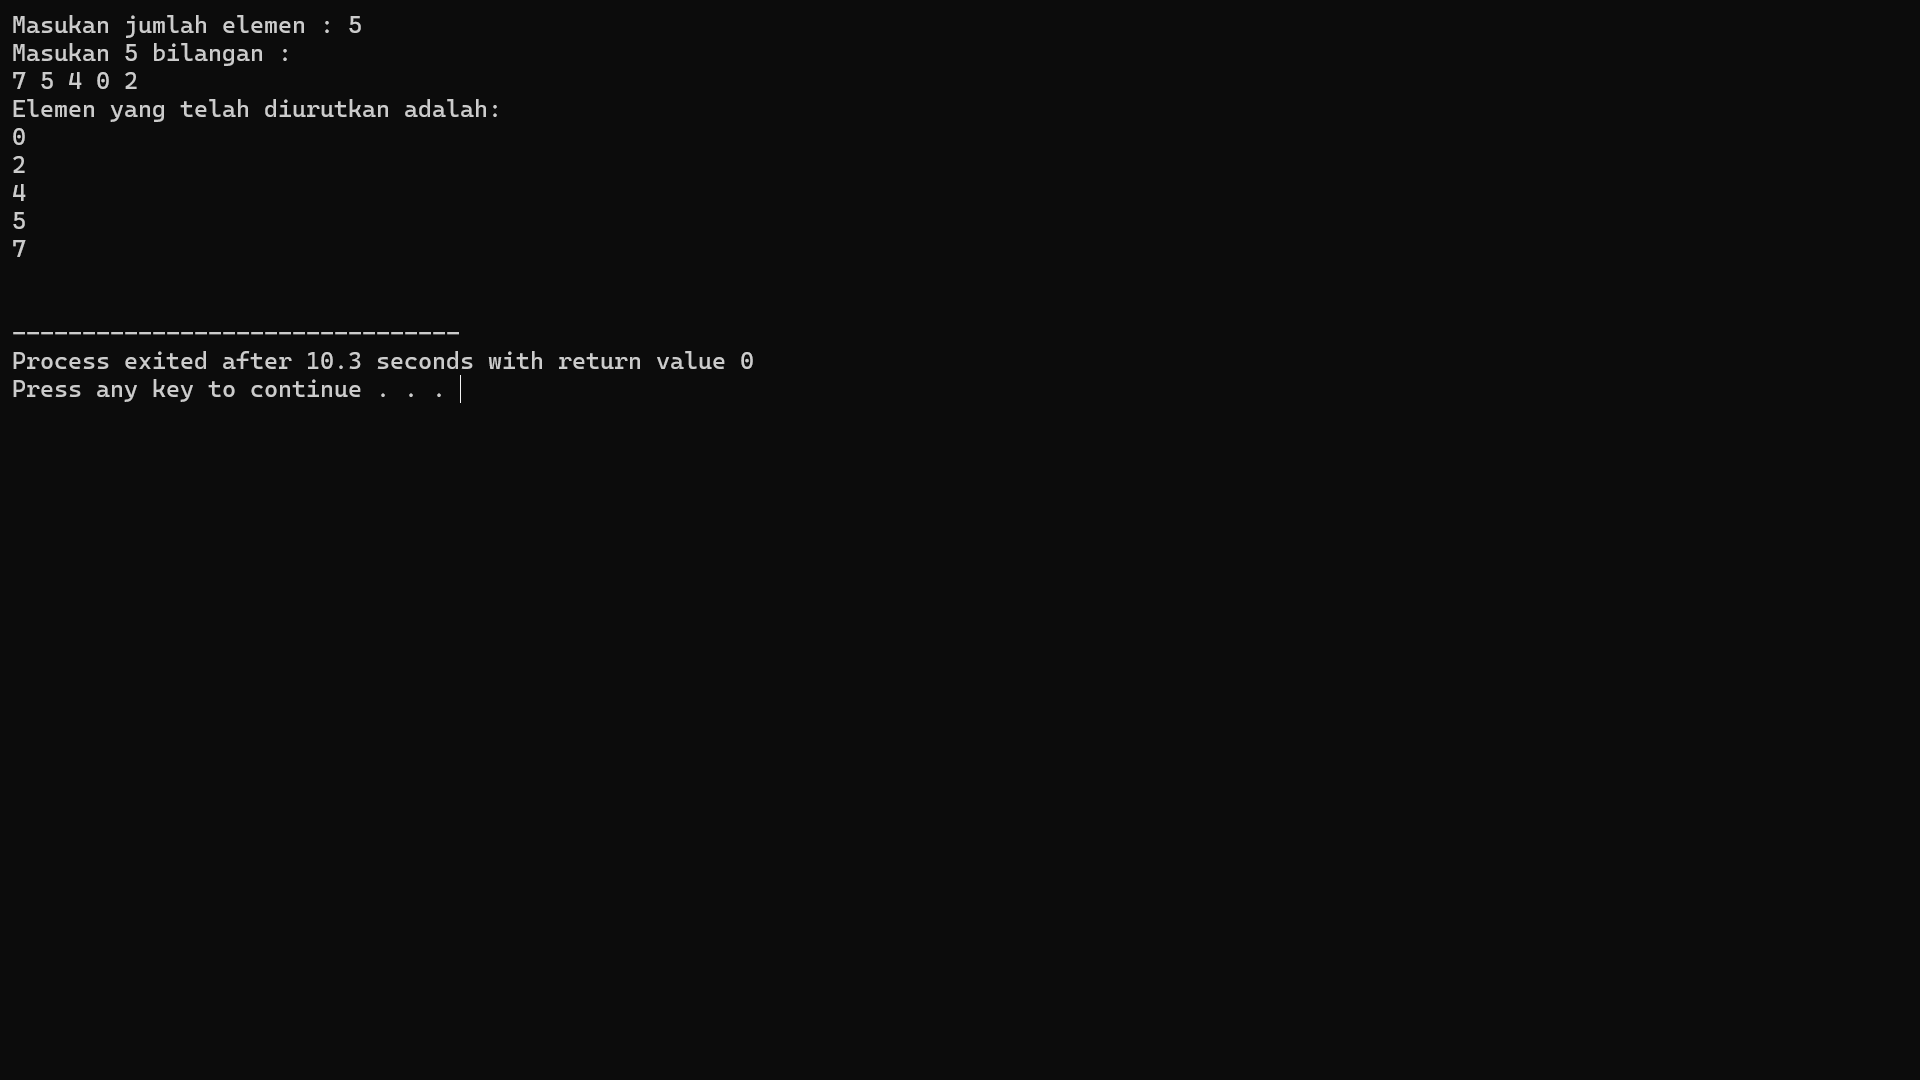 Masukan jumlah elemen : 5
Masukan 5 bilangan :
7 5 4 0 2
Elemen yang telah diurutkan adalah:
0
2
4
5
7
--------------------------------
Process exited after 10.3 seconds with return value 0
Press any key to continue . . .